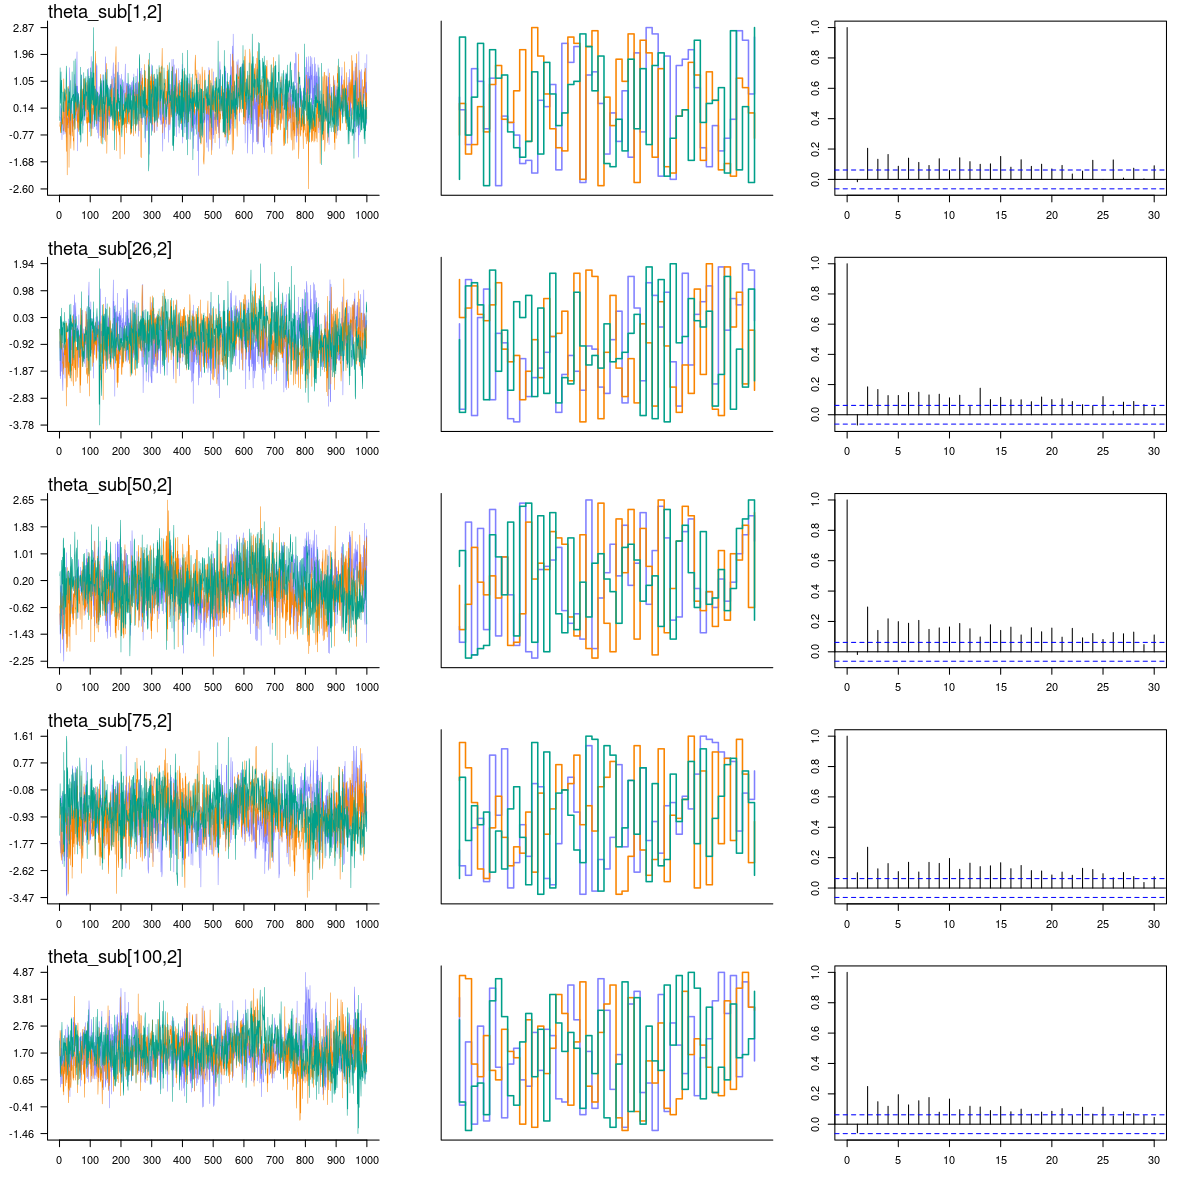 theta_sub[1,2]
2.87
1.96
1.05
0.14
-0.77
-1.68
-2.60
0 100 200 300 400 500 600 700 800 900 1000
0.0 0.2 0.4 0.6 0.8 1.0
0 5 10 15 20 25 30
theta_sub[26,2]
1.94
0.98
0.03
-0.92
-1.87
-2.83
-3.78
0 100 200 300 400 500 600 700 800 900 1000
0.0 0.2 0.4 0.6 0.8 1.0
0 5 10 15 20 25 30
theta_sub[50,2]
2.65
1.83
1.01
0.20
-0.62
-1.43
-2.25
0 100 200 300 400 500 600 700 800 900 1000
0.0 0.2 0.4 0.6 0.8 1.0
0 5 10 15 20 25 30
theta_sub[75,2]
1.61
0.77
-0.08
-0.93
-1.77
-2.62
-3.47
0 100 200 300 400 500 600 700 800 900 1000
0.0 0.2 0.4 0.6 0.8 1.0
0 5 10 15 20 25 30
theta_sub[100,2]
4.87
3.81
2.76
1.70
0.65
-0.41
-1.46
0 100 200 300 400 500 600 700 800 900 1000
0.0 0.2 0.4 0.6 0.8 1.0
0 5 10 15 20 25 30